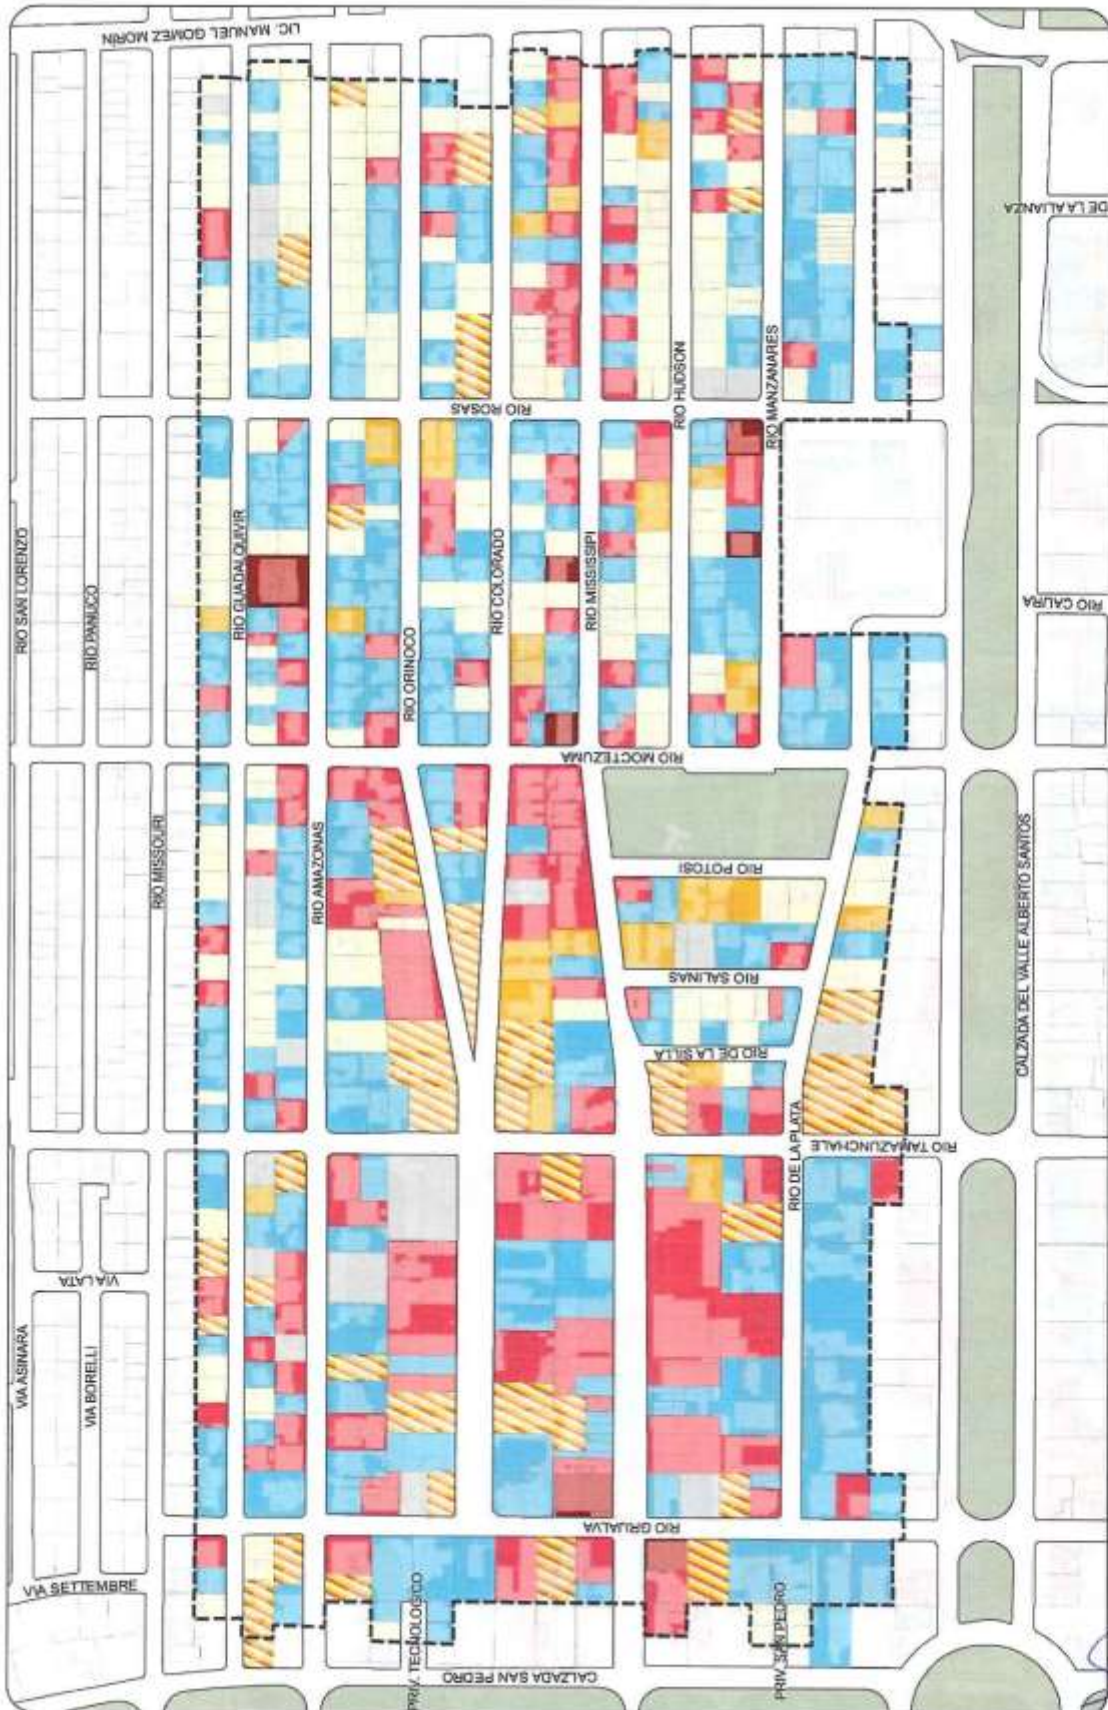 LIC. MANUEL GOMEZ MORIN
DE LA ALIANZA
RIO HUDSON
RIO MANZANARES
RIO ROSAS
RIO SAN LORENZO
RIO PANUCO
RIO GUADALQUIVIR
RIO ORINOCO
RIO COLORADO
RIO MISSISSIPI
RIO CAURA
RIO MOCTEZUMA
RIO MISSOURI
RIO AMAZONAS
RIO POTOSI
RIO SALINAS
RIO DE LA SILLA
CALZADA DEL VALLE ALBERTO SANTOS
RIO DE LA PLATA
RIO TAMAZUNCHALE
VIA LATA
VIA ASINARA
VIA BORELLI
RIO GRIJALVA
VIA SETTEMBRE
PRIV. TECNOLOGICO
PRIV. SAN PEDRO
CALZADA SAN PEDRO